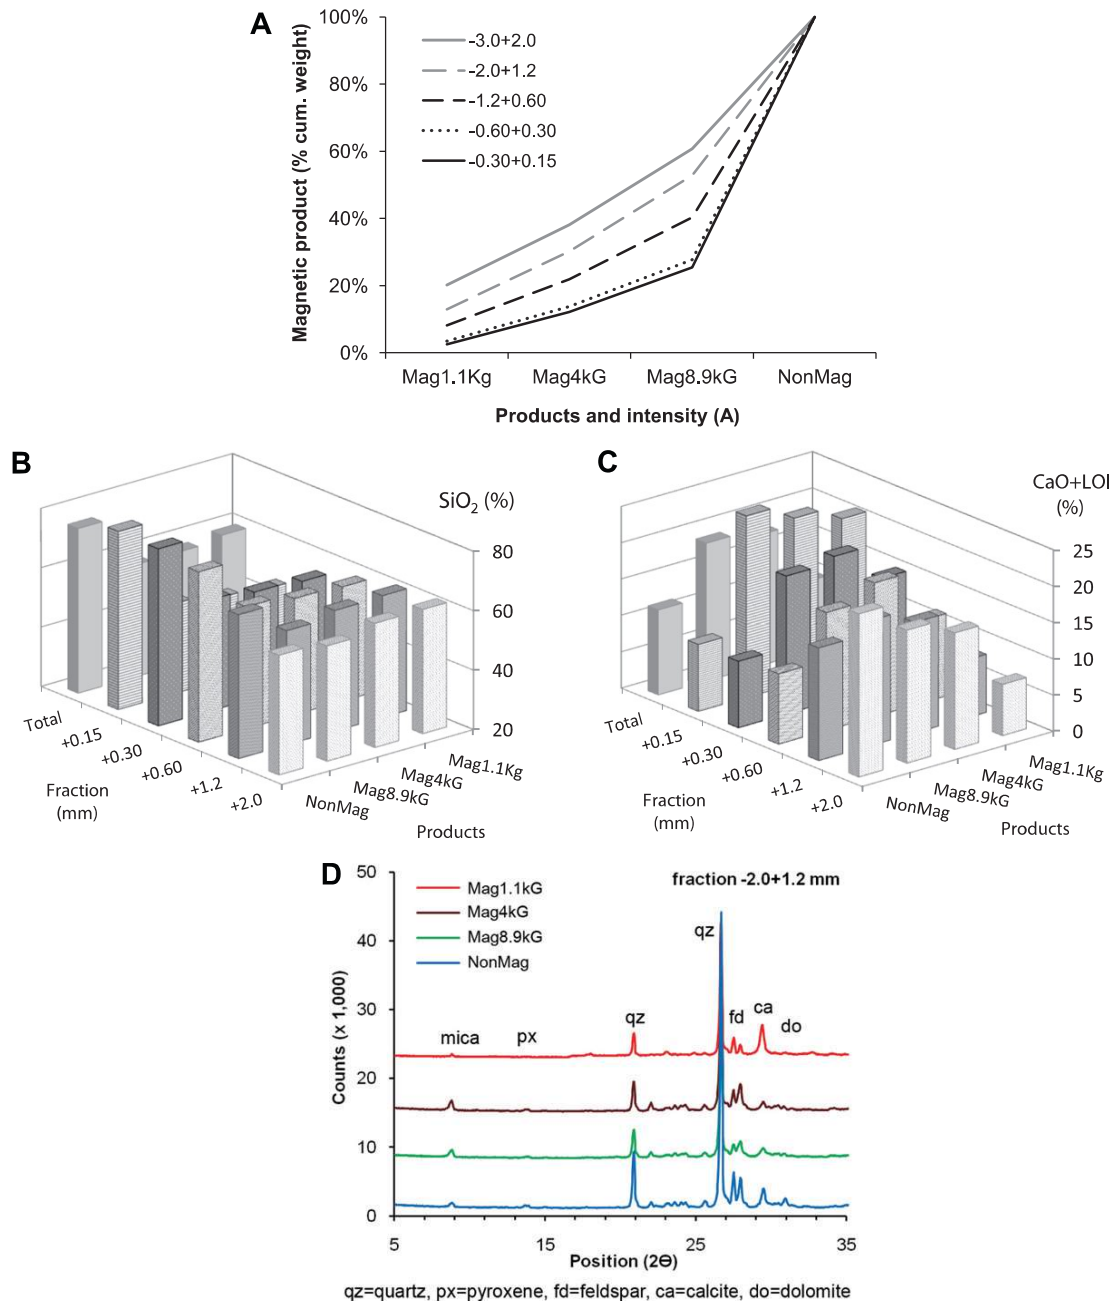 A
Magnetic product (% cum. weight)
100%
80%
60%
40%
20%
0%
-3.0+2.0
-2.0+1.2
-1.2+0.60
-0.60+0.30
-0.30+0.15
Mag1.1Kg Mag4kG Mag8.9kG NonMag
Products and intensity (A)
B
SiO2 (%)
80
60
40
20
Total
+0.15
+0.30
+0.60
+1.2
+2.0
Fraction
(mm)
Mag1.1Kg
Mag4kG
Mag8.9kG
NonMag
Products
C
CaO+LOI
(%)
25
20
15
10
5
0
Total
+0.15
+0.30
+0.60
+1.2
+2.0
Fraction
(mm)
Mag1.1Kg
Mag4kG
Mag8.9kG
NonMag
Products
D
fraction -2.0+1.2 mm
Counts (x 1,000)
50
40
30
20
10
0
Mag1.1kG
Mag4kG
Mag8.9kG
NonMag
mica px qz qz fd ca do
5 15 25 35
Position (2Θ)
qz=quartz, px=pyroxene, fd=feldspar, ca=calcite, do=dolomite